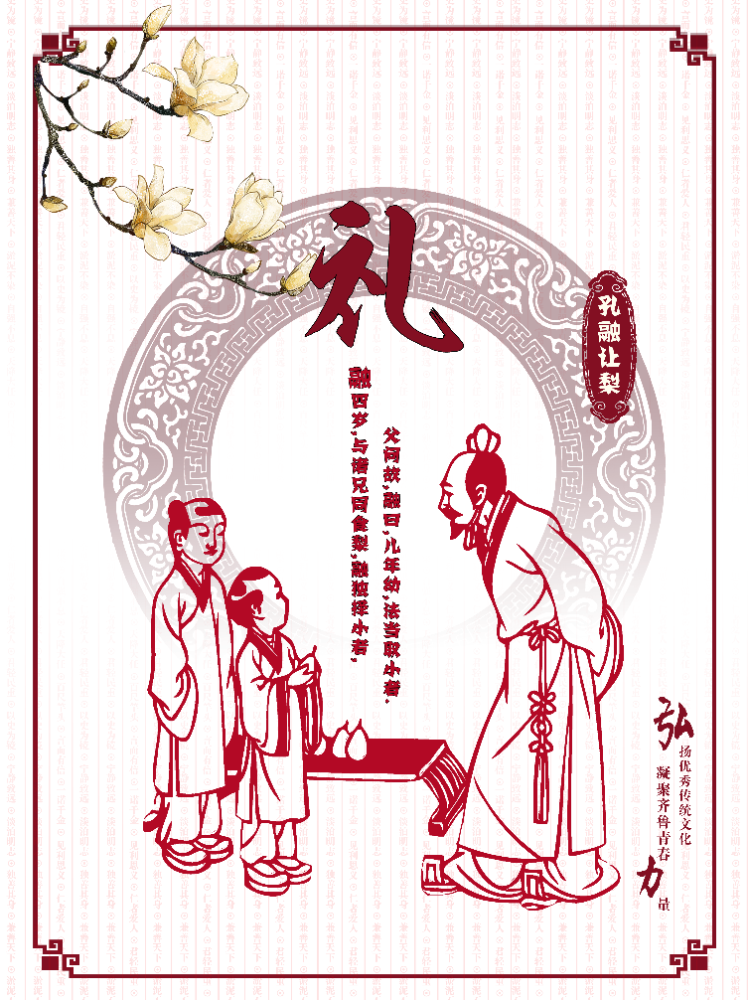 礼
孔融让梨
融四岁,与诸兄同食梨,融独择小者,
父问故,融曰,儿年幼,法当取小者.
弘扬优秀传统文化
凝聚齐鲁青春力量